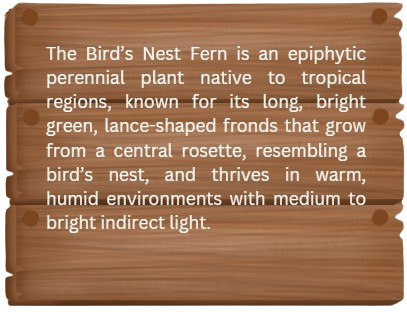 The Bird’s Nest Fern is an epiphytic
perennial plant native to tropical
regions, known for its long, bright
green, lance-shaped fronds that grow
from a central rosette, resembling a
bird’s nest, and thrives in warm,
humid environments with medium to
bright indirect light.